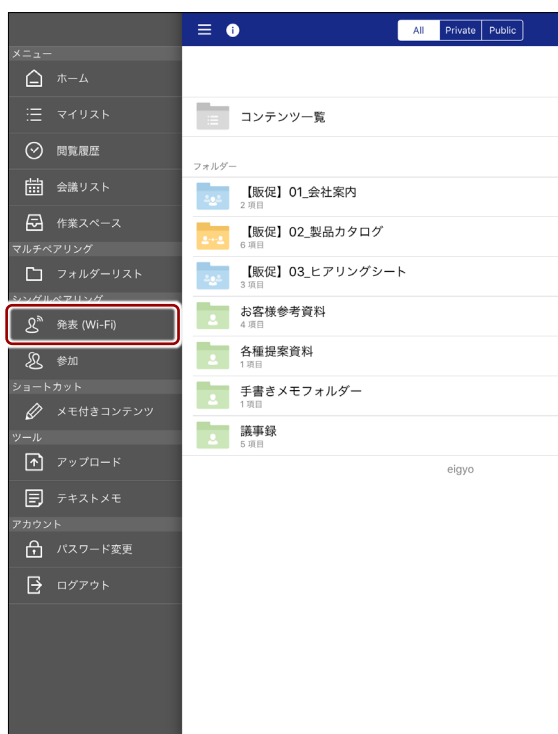 メニュー
ホーム
マイリスト
閲覧履歴
会議リスト
作業スペース
マルチペアリング
フォルダーリスト
シングルペアリング
発表 (Wi-Fi)
参加
ショートカット
メモ付きコンテンツ
ツール
アップロード
テキストメモ
アカウント
パスワード変更
ログアウト
All Private Public
コンテンツ一覧
フォルダー
【販促】01_会社案内
2 項目
【販促】02_製品カタログ
6 項目
【販促】03_ヒアリングシート
3 項目
お客様参考資料
4 項目
各種提案資料
1 項目
手書きメモフォルダー
1 項目
議事録
5 項目
eigyo